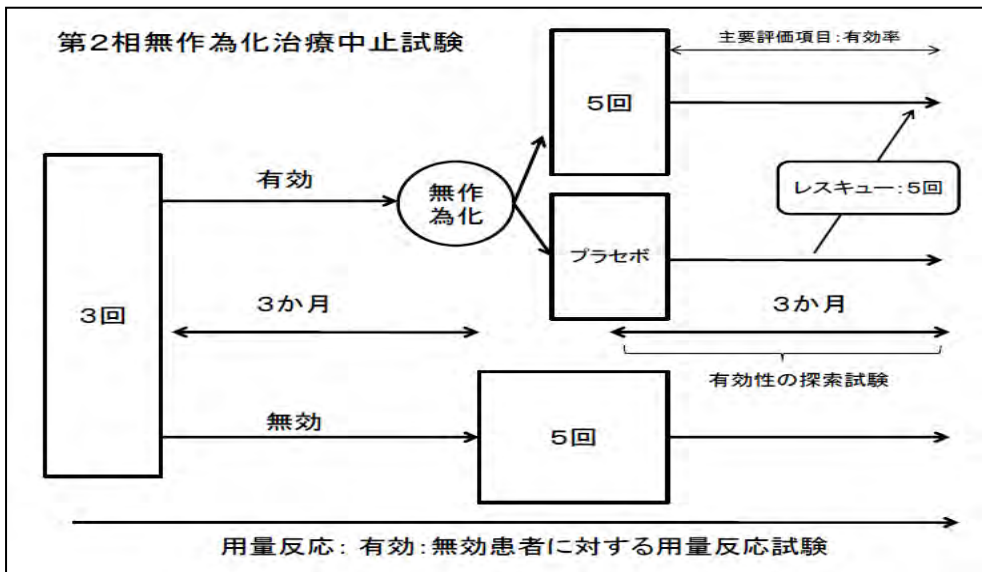 第2相無作為化治療中止試験
主要評価項目:有効率
5回
有効
無作
為化
レスキュー:5回
プラセボ
3回
3か月
3か月
有効性の探索試験
無効
5回
用量反応: 有効:無効患者に対する用量反応試験